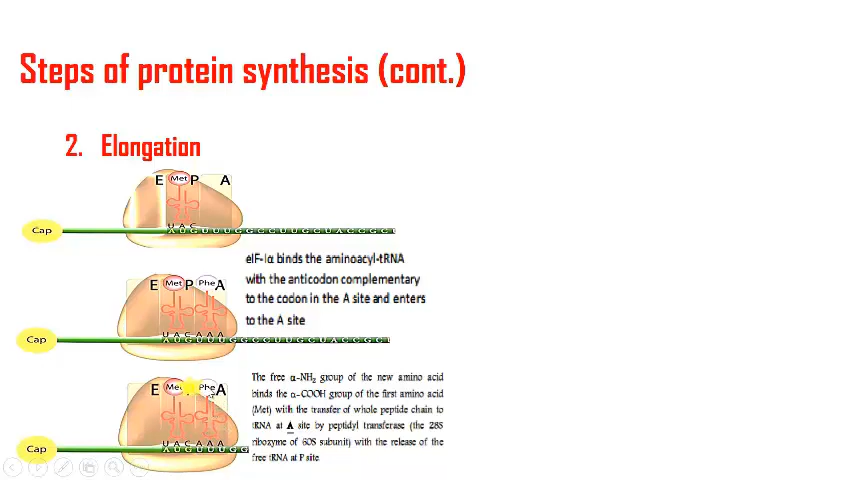 Steps of protein synthesis (cont.)
2. Elongation
E Met P A
U A C
Cap
A U G U U U G G C G U U G C U A C C G C
eIF-Iα binds the aminoacyl-tRNA
with the anticodon complementary
to the codon in the A site and enters
to the A site
E Met P Phe A
U A C A A A
Cap
A U G U U U G G C G U U G C U A C C G C
The free α-NH₂ group of the new amino acid
binds the α-COOH group of the first amino acid
(Met) with the transfer of whole peptide chain to
tRNA at A site by peptidyl transferase (the 28S
ribozyme of 60S subunit) with the release of the
free tRNA at P site.
E Phe A
U A C A A A
Cap
A U G U U U G G